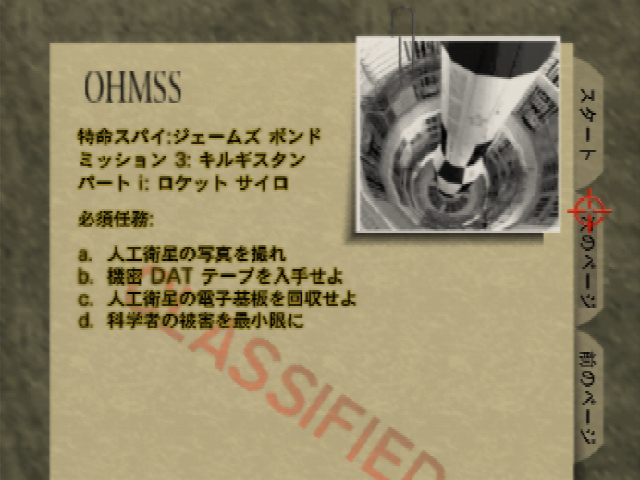 OHMSS
特命スパイ:ジェームズ ボンド
ミッション 3: キルギスタン
パート i: ロケット サイロ
必須任務:
a. 人工衛星の写真を撮れ
b. 機密 DAT テープを入手せよ
c. 人工衛星の電子基板を回収せよ
d. 科学者の被害を最小限に
CLASSIFIED
スタート
のページ
前のページ